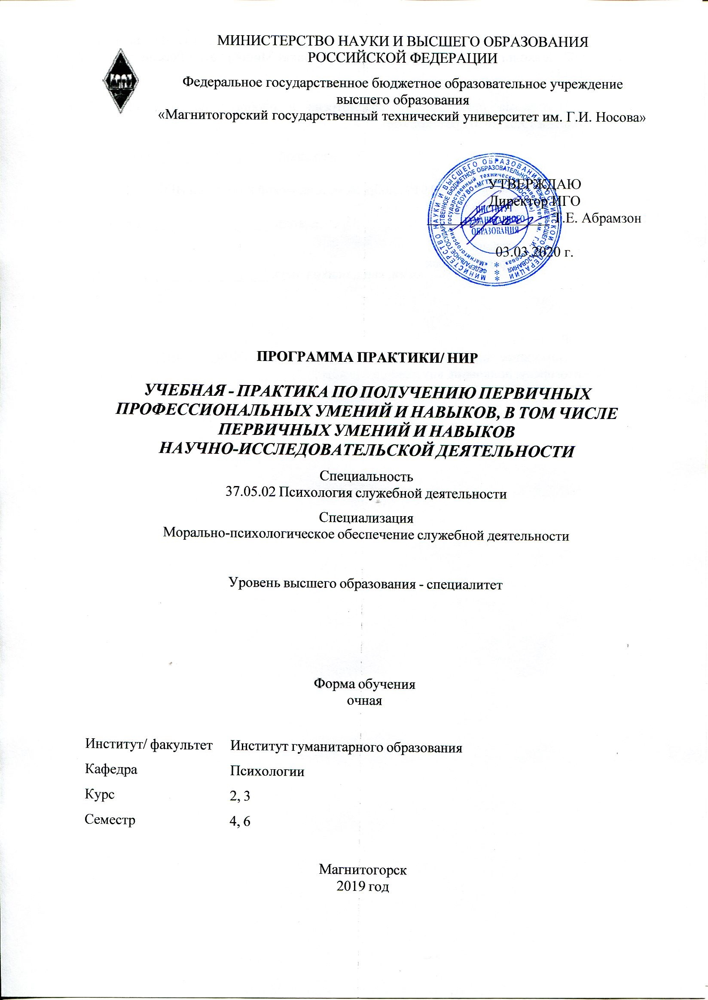 МИНИСТЕРСТВО НАУКИ И ВЫСШЕГО ОБРАЗОВАНИЯ
РОССИЙСКОЙ ФЕДЕРАЦИИ
Федеральное государственное бюджетное образовательное учреждение
высшего образования
«Магнитогорский государственный технический университет им. Г.И. Носова»
УТВЕРЖДАЮ
Директор ИГО
Т.Е. Абрамзон
03.03.2020 г.
МИНИСТЕРСТВО НАУКИ И ВЫСШЕГО ОБРАЗОВАНИЯ РОССИЙСКОЙ ФЕДЕРАЦИИ
ФЕДЕРАЛЬНОЕ ГОСУДАРСТВЕННОЕ БЮДЖЕТНОЕ ОБРАЗОВАТЕЛЬНОЕ УЧРЕЖДЕНИЕ ВЫСШЕГО ОБРАЗОВАНИЯ
«Магнитогорский государственный технический университет им. Г.И. Носова»
(ФГБОУ ВО «МГТУ им. Г.И. НОСОВА»)
ИНСТИТУТ
ГУМАНИТАРНОГО
ОБРАЗОВАНИЯ
ПРОГРАММА ПРАКТИКИ/ НИР
УЧЕБНАЯ - ПРАКТИКА ПО ПОЛУЧЕНИЮ ПЕРВИЧНЫХ
ПРОФЕССИОНАЛЬНЫХ УМЕНИЙ И НАВЫКОВ, В ТОМ ЧИСЛЕ
ПЕРВИЧНЫХ УМЕНИЙ И НАВЫКОВ
НАУЧНО-ИССЛЕДОВАТЕЛЬСКОЙ ДЕЯТЕЛЬНОСТИ
Специальность
37.05.02 Психология служебной деятельности
Специализация
Морально-психологическое обеспечение служебной деятельности
Уровень высшего образования - специалитет
Форма обучения
очная
Институт/ факультет Институт гуманитарного образования
Кафедра Психологии
Курс 2, 3
Семестр 4, 6
Магнитогорск
2019 год